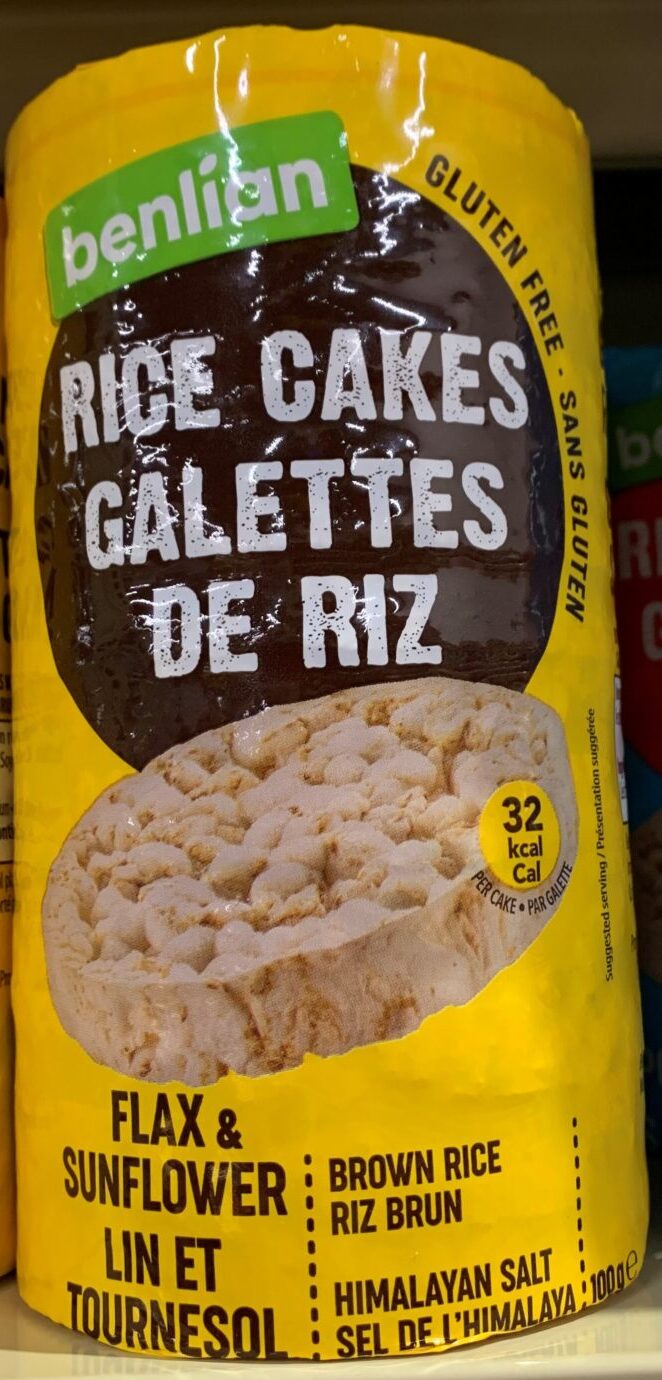 benlian
GLUTEN FREE · SANS GLUTEN
RICE CAKES
GALETTES
DE RIZ
32
kcal
Cal
PER CAKE • PAR GALETTE
Suggested serving / Présentation suggérée
FLAX &
SUNFLOWER
LIN ET
TOURNESOL
BROWN RICE
RIZ BRUN
HIMALAYAN SALT
SEL DE L'HIMALAYA
100g℮